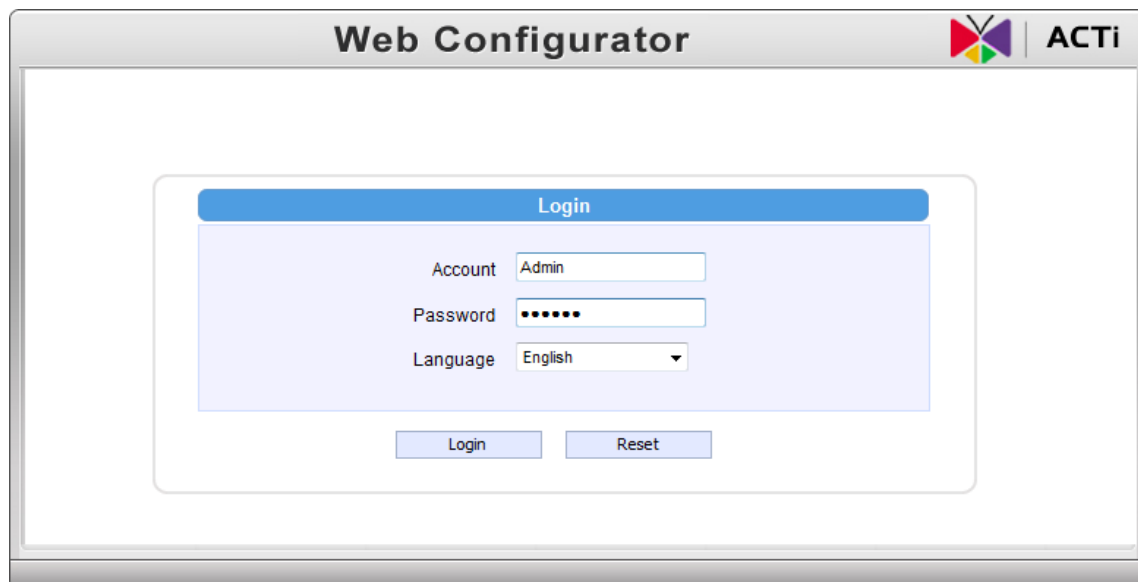 Web Configurator
ACTi
Login
Account Admin
Password ••••••
Language English
Login Reset